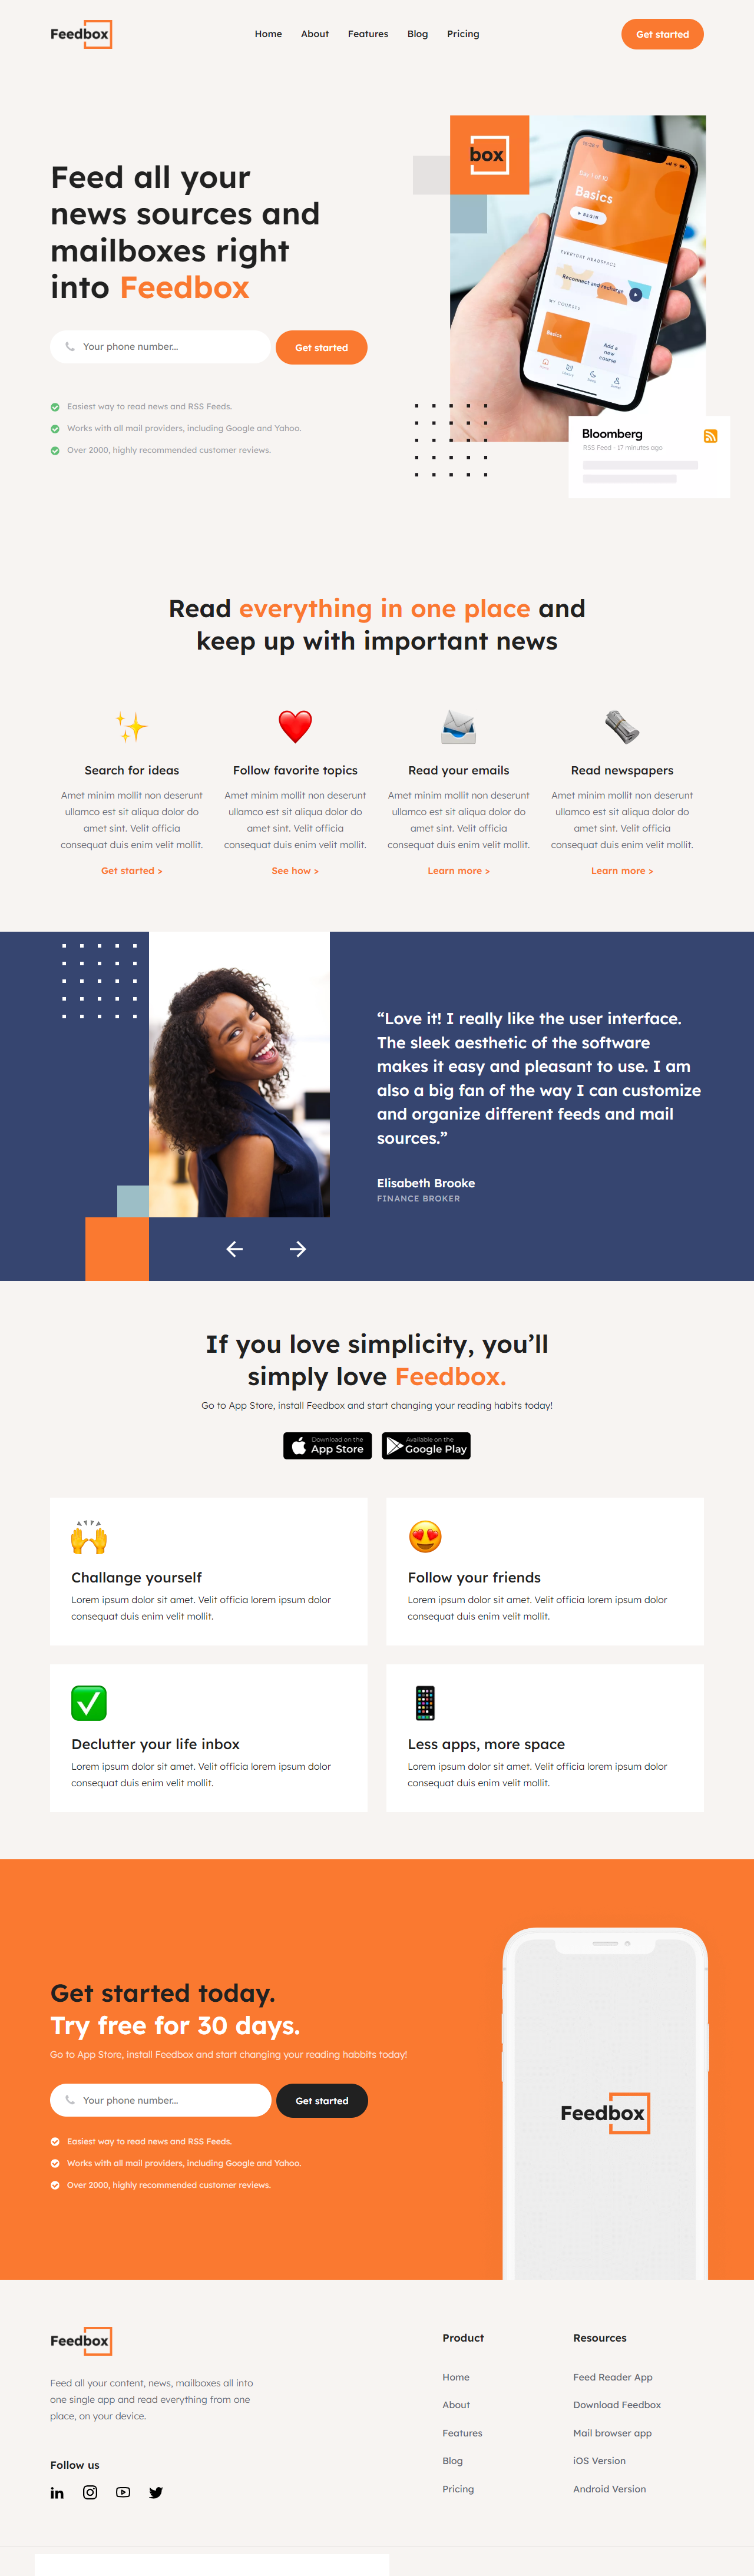 Feedbox
Home About Features Blog Pricing
Get started
Feed all your
news sources and
mailboxes right
into Feedbox
Your phone number...
Get started
Easiest way to read news and RSS Feeds.
Works with all mail providers, including Google and Yahoo.
Over 2000, highly recommended customer reviews.
box
Day 1 of 10
Basics
BEGIN
EVERYDAY HEADSPACE
Reconnect and recharge
MY COURSES
Basics
Add a
new
course
Bloomberg
RSS Feed · 17 minutes ago
Read everything in one place and
keep up with important news
Search for ideas
Amet minim mollit non deserunt
ullamco est sit aliqua dolor do
amet sint. Velit officia
consequat duis enim velit mollit.
Get started >
Follow favorite topics
Amet minim mollit non deserunt
ullamco est sit aliqua dolor do
amet sint. Velit officia
consequat duis enim velit mollit.
See how >
Read your emails
Amet minim mollit non deserunt
ullamco est sit aliqua dolor do
amet sint. Velit officia
consequat duis enim velit mollit.
Learn more >
Read newspapers
Amet minim mollit non deserunt
ullamco est sit aliqua dolor do
amet sint. Velit officia
consequat duis enim velit mollit.
Learn more >
“Love it! I really like the user interface.
The sleek aesthetic of the software
makes it easy and pleasant to use. I am
also a big fan of the way I can customize
and organize different feeds and mail
sources.”
Elisabeth Brooke
FINANCE BROKER
If you love simplicity, you’ll
simply love Feedbox.
Go to App Store, install Feedbox and start changing your reading habits today!
Download on the
App Store
Available on the
Google Play
Challange yourself
Lorem ipsum dolor sit amet. Velit officia lorem ipsum dolor
consequat duis enim velit mollit.
Follow your friends
Lorem ipsum dolor sit amet. Velit officia lorem ipsum dolor
consequat duis enim velit mollit.
Declutter your life inbox
Lorem ipsum dolor sit amet. Velit officia lorem ipsum dolor
consequat duis enim velit mollit.
Less apps, more space
Lorem ipsum dolor sit amet. Velit officia lorem ipsum dolor
consequat duis enim velit mollit.
Get started today.
Try free for 30 days.
Go to App Store, install Feedbox and start changing your reading habbits today!
Your phone number...
Get started
Easiest way to read news and RSS Feeds.
Works with all mail providers, including Google and Yahoo.
Over 2000, highly recommended customer reviews.
Feedbox
Feedbox
Feed all your content, news, mailboxes all into
one single app and read everything from one
place, on your device.
Follow us
Product
Home
About
Features
Blog
Pricing
Resources
Feed Reader App
Download Feedbox
Mail browser app
iOS Version
Android Version